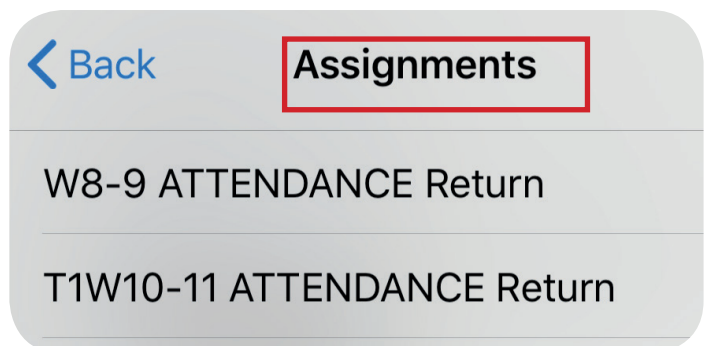 Back
Assignments
W8-9 ATTENDANCE Return
T1W10-11 ATTENDANCE Return